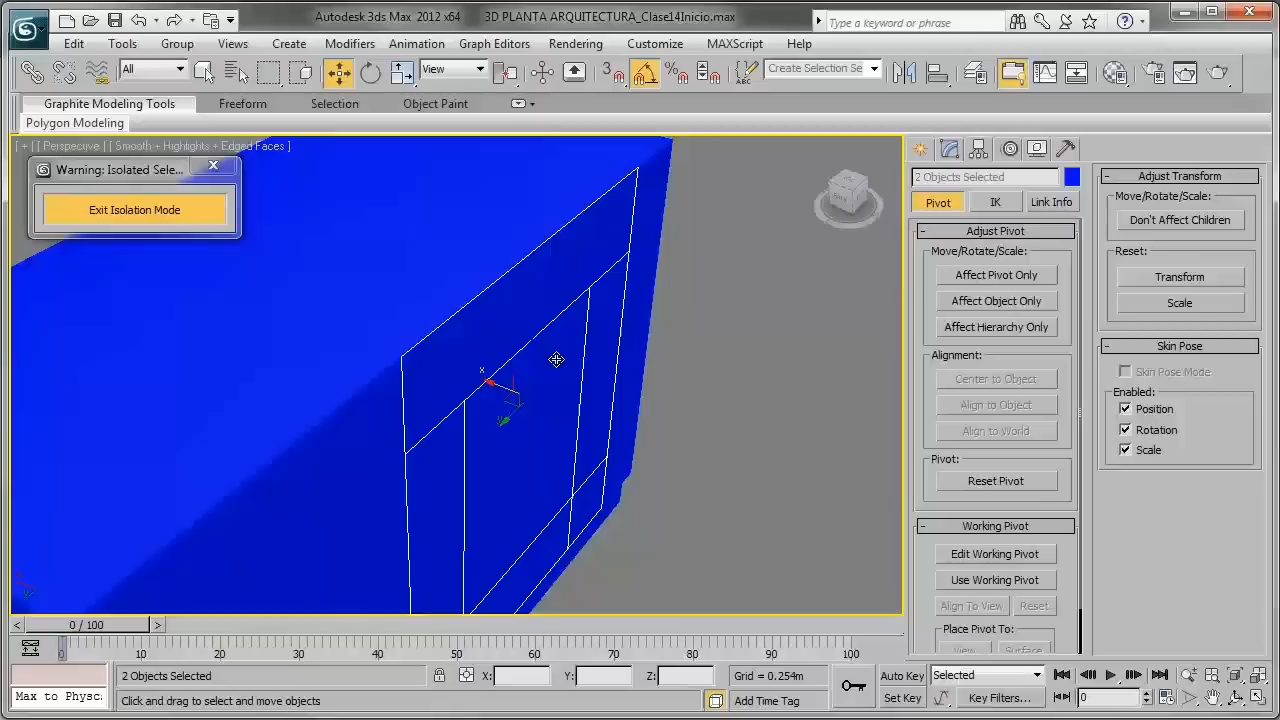 Autodesk 3ds Max 2012 x64 3D PLANTA ARQUITECTURA_Clase14Inicio.max
Type a keyword or phrase
Edit Tools Group Views Create Modifiers Animation Graph Editors Rendering Customize MAXScript Help
All View 3 Create Selection Se
Graphite Modeling Tools Freeform Selection Object Paint
Polygon Modeling
[ + ] [ Perspective ] [ Smooth + Highlights + Edged Faces ]
Warning: Isolated Sele...
Exit Isolation Mode
x
2 Objects Selected
Pivot IK Link Info
Adjust Pivot
Move/Rotate/Scale:
Affect Pivot Only
Affect Object Only
Affect Hierarchy Only
Alignment:
Center to Object
Align to Object
Align to World
Pivot:
Reset Pivot
Working Pivot
Edit Working Pivot
Use Working Pivot
Align To View Reset
Place Pivot To:
View Surface
Adjust Transform
Move/Rotate/Scale:
Don't Affect Children
Reset:
Transform
Scale
Skin Pose
Skin Pose Mode
Enabled:
Position
Rotation
Scale
0 / 100
0 10 20 30 40 50 60 70 80 90 100
2 Objects Selected X: Y: Z: Grid = 0.254m Auto Key Selected
Max to Physc Click and drag to select and move objects Add Time Tag Set Key Key Filters... 0